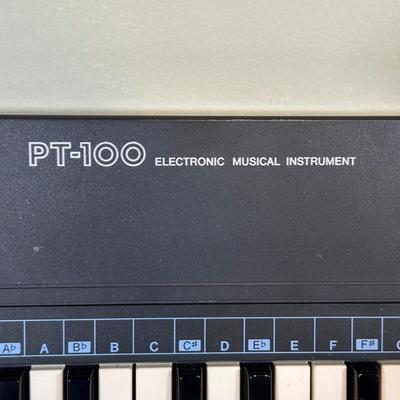 PT-100 ELECTRONIC MUSICAL INSTRUMENT
A♭ A B♭ B C C# D E♭ E F F# G